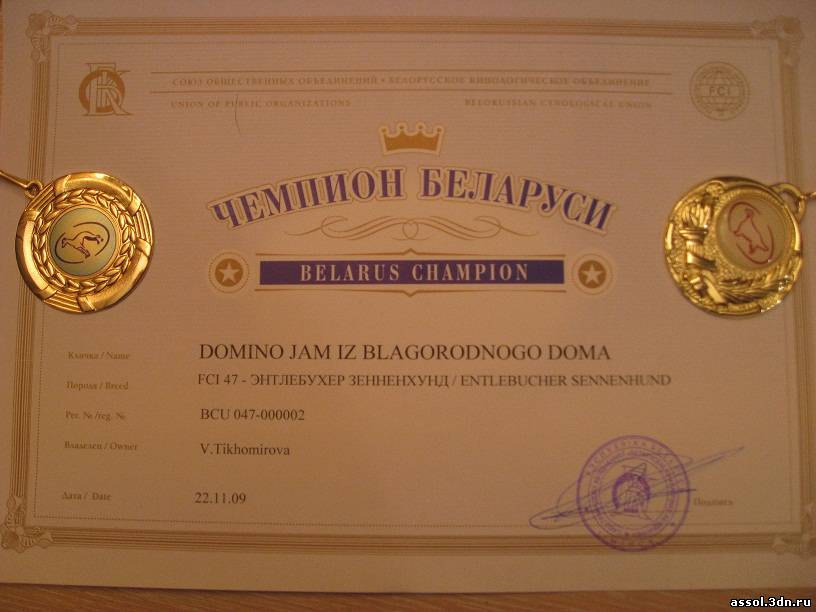 СОЮЗ ОБЩЕСТВЕННЫХ ОБЪЕДИНЕНИЙ • БЕЛОРУССКОЕ КИНОЛОГИЧЕСКОЕ ОБЪЕДИНЕНИЕ
UNION OF PUBLIC ORGANIZATIONS BELORUSSIAN CYNOLOGICAL UNION
FCI
ЧЕМПИОН БЕЛАРУСИ
BELARUS CHAMPION
Кличка / Name DOMINO JAM IZ BLAGORODNOGO DOMA
Порода / Breed FCI 47 - ЭНТЛЕБУХЕР ЗЕННЕНХУНД / ENTLEBUCHER SENNENHUND
Рег. № /reg. № BCU 047-000002
Владелец / Owner V.Tikhomirova
Дата / Date 22.11.09
Подпись
assol.3dn.ru